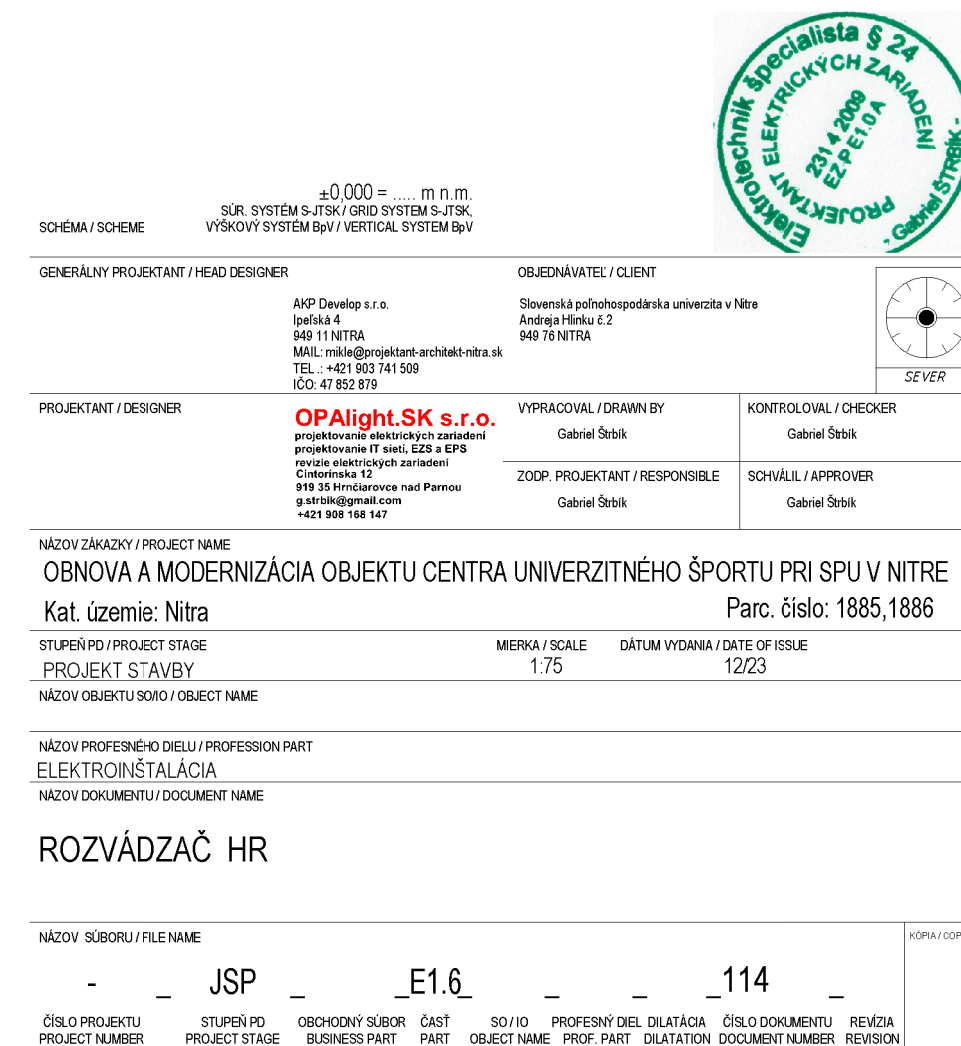 Elektrotechnik špecialista § 24
PROJEKTANT ELEKTRICKÝCH ZARIADENÍ
231 4 2009
EZ-P E1.0 A
- Gabriel ŠTRBÍK -
±0,000 = ..... m n.m.
SÚR. SYSTÉM S-JTSK / GRID SYSTEM S-JTSK,
SCHÉMA / SCHEME VÝŠKOVÝ SYSTÉM BpV / VERTICAL SYSTEM BpV
GENERÁLNY PROJEKTANT / HEAD DESIGNER
AKP Develop s.r.o.
Ipeľská 4
949 11 NITRA
MAIL: mikle@projektant-architekt-nitra.sk
TEL .: +421 903 741 509
IČO: 47 852 879
OBJEDNÁVATEĽ / CLIENT
Slovenská poľnohospodárska univerzita v Nitre
Andreja Hlinku č.2
949 76 NITRA
SEVER
PROJEKTANT / DESIGNER
OPAlight.SK s.r.o.
projektovanie elektrických zariadení
projektovanie IT sietí, EZS a EPS
revízie elektrických zariadení
Cintorínska 12
919 35 Hrnčiarovce nad Parnou
g.strbik@gmail.com
+421 908 168 147
VYPRACOVAL / DRAWN BY
Gabriel Štrbík
KONTROLOVAL / CHECKER
Gabriel Štrbík
ZODP. PROJEKTANT / RESPONSIBLE
Gabriel Štrbík
SCHVÁLIL / APPROVER
Gabriel Štrbík
NÁZOV ZÁKAZKY / PROJECT NAME
OBNOVA A MODERNIZÁCIA OBJEKTU CENTRA UNIVERZITNÉHO ŠPORTU PRI SPU V NITRE
Kat. územie: Nitra Parc. číslo: 1885,1886
STUPEŇ PD / PROJECT STAGE MIERKA / SCALE DÁTUM VYDANIA / DATE OF ISSUE
PROJEKT STAVBY 1:75 12/23
NÁZOV OBJEKTU SO/IO / OBJECT NAME
NÁZOV PROFESNÉHO DIELU / PROFESSION PART
ELEKTROINŠTALÁCIA
NÁZOV DOKUMENTU / DOCUMENT NAME
ROZVÁDZAČ HR
NÁZOV SÚBORU / FILE NAME KÓPIA / COP
- _ JSP _ _E1.6_ _ _ _114 _
ČÍSLO PROJEKTU STUPEŇ PD OBCHODNÝ SÚBOR ČASŤ SO / IO PROFESNÝ DIEL DILATÁCIA ČÍSLO DOKUMENTU REVÍZIA
PROJECT NUMBER PROJECT STAGE BUSINESS PART PART OBJECT NAME PROF. PART DILATATION DOCUMENT NUMBER REVISION